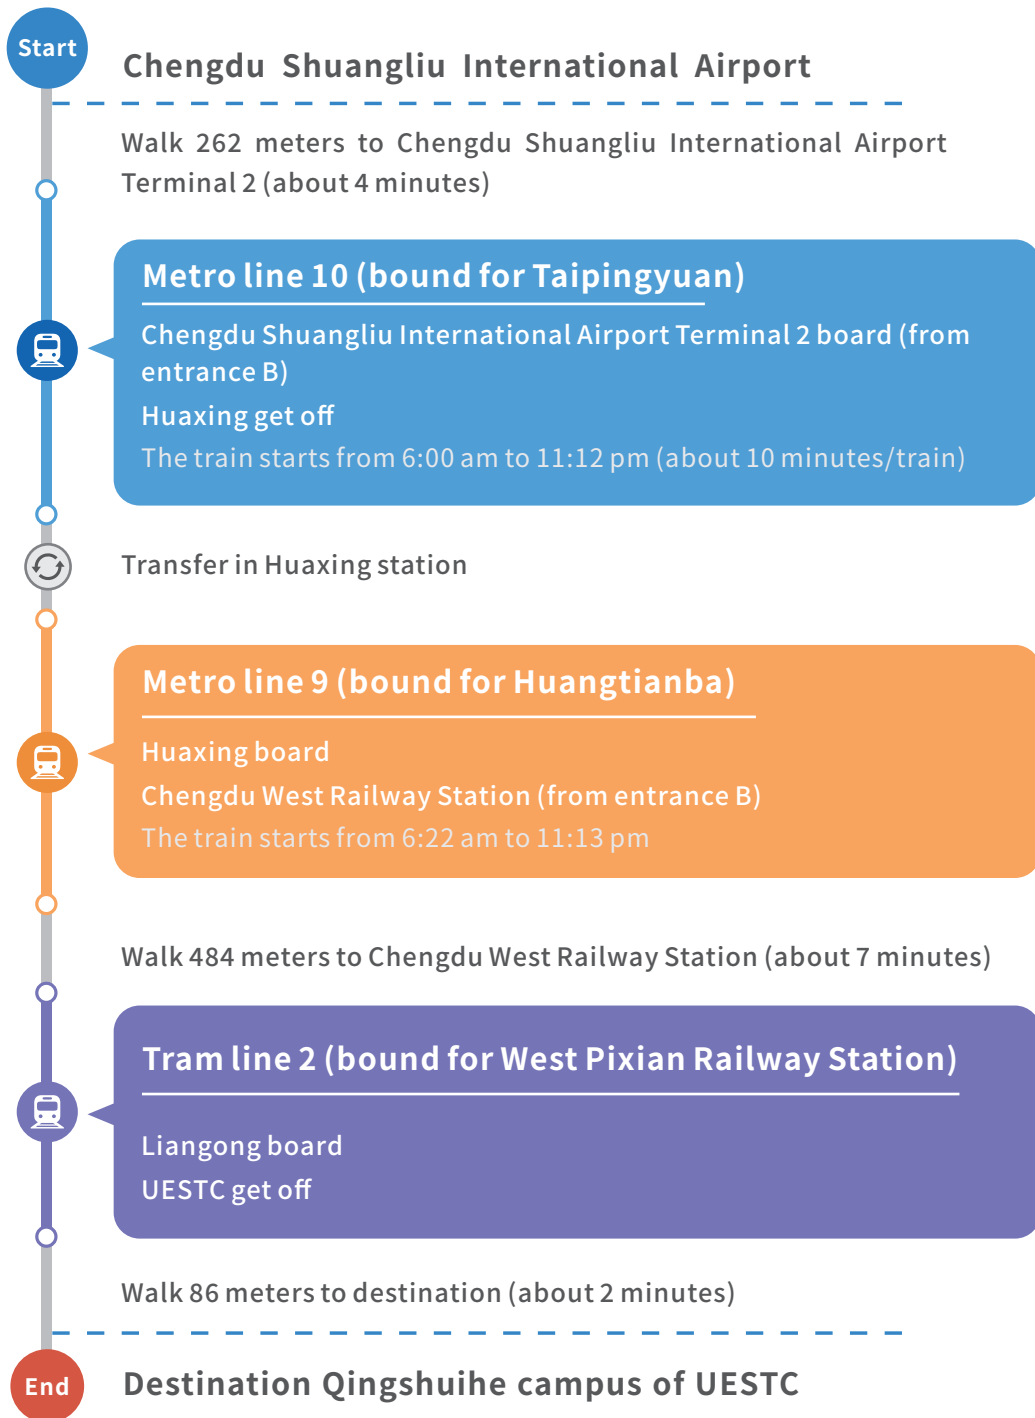 Start
Chengdu Shuangliu International Airport
Walk 262 meters to Chengdu Shuangliu International Airport
Terminal 2 (about 4 minutes)
Metro line 10 (bound for Taipingyuan)
Chengdu Shuangliu International Airport Terminal 2 board (from
entrance B)
Huaxing get off
The train starts from 6:00 am to 11:12 pm (about 10 minutes/train)
Transfer in Huaxing station
Metro line 9 (bound for Huangtianba)
Huaxing board
Chengdu West Railway Station (from entrance B)
The train starts from 6:22 am to 11:13 pm
Walk 484 meters to Chengdu West Railway Station (about 7 minutes)
Tram line 2 (bound for West Pixian Railway Station)
Liangong board
UESTC get off
Walk 86 meters to destination (about 2 minutes)
End
Destination Qingshuihe campus of UESTC